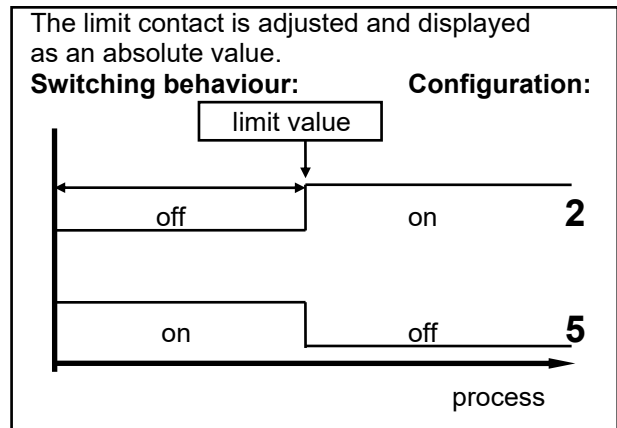 The limit contact is adjusted and displayed
as an absolute value.
Switching behaviour: Configuration:
limit value
off on 2
on off 5
process